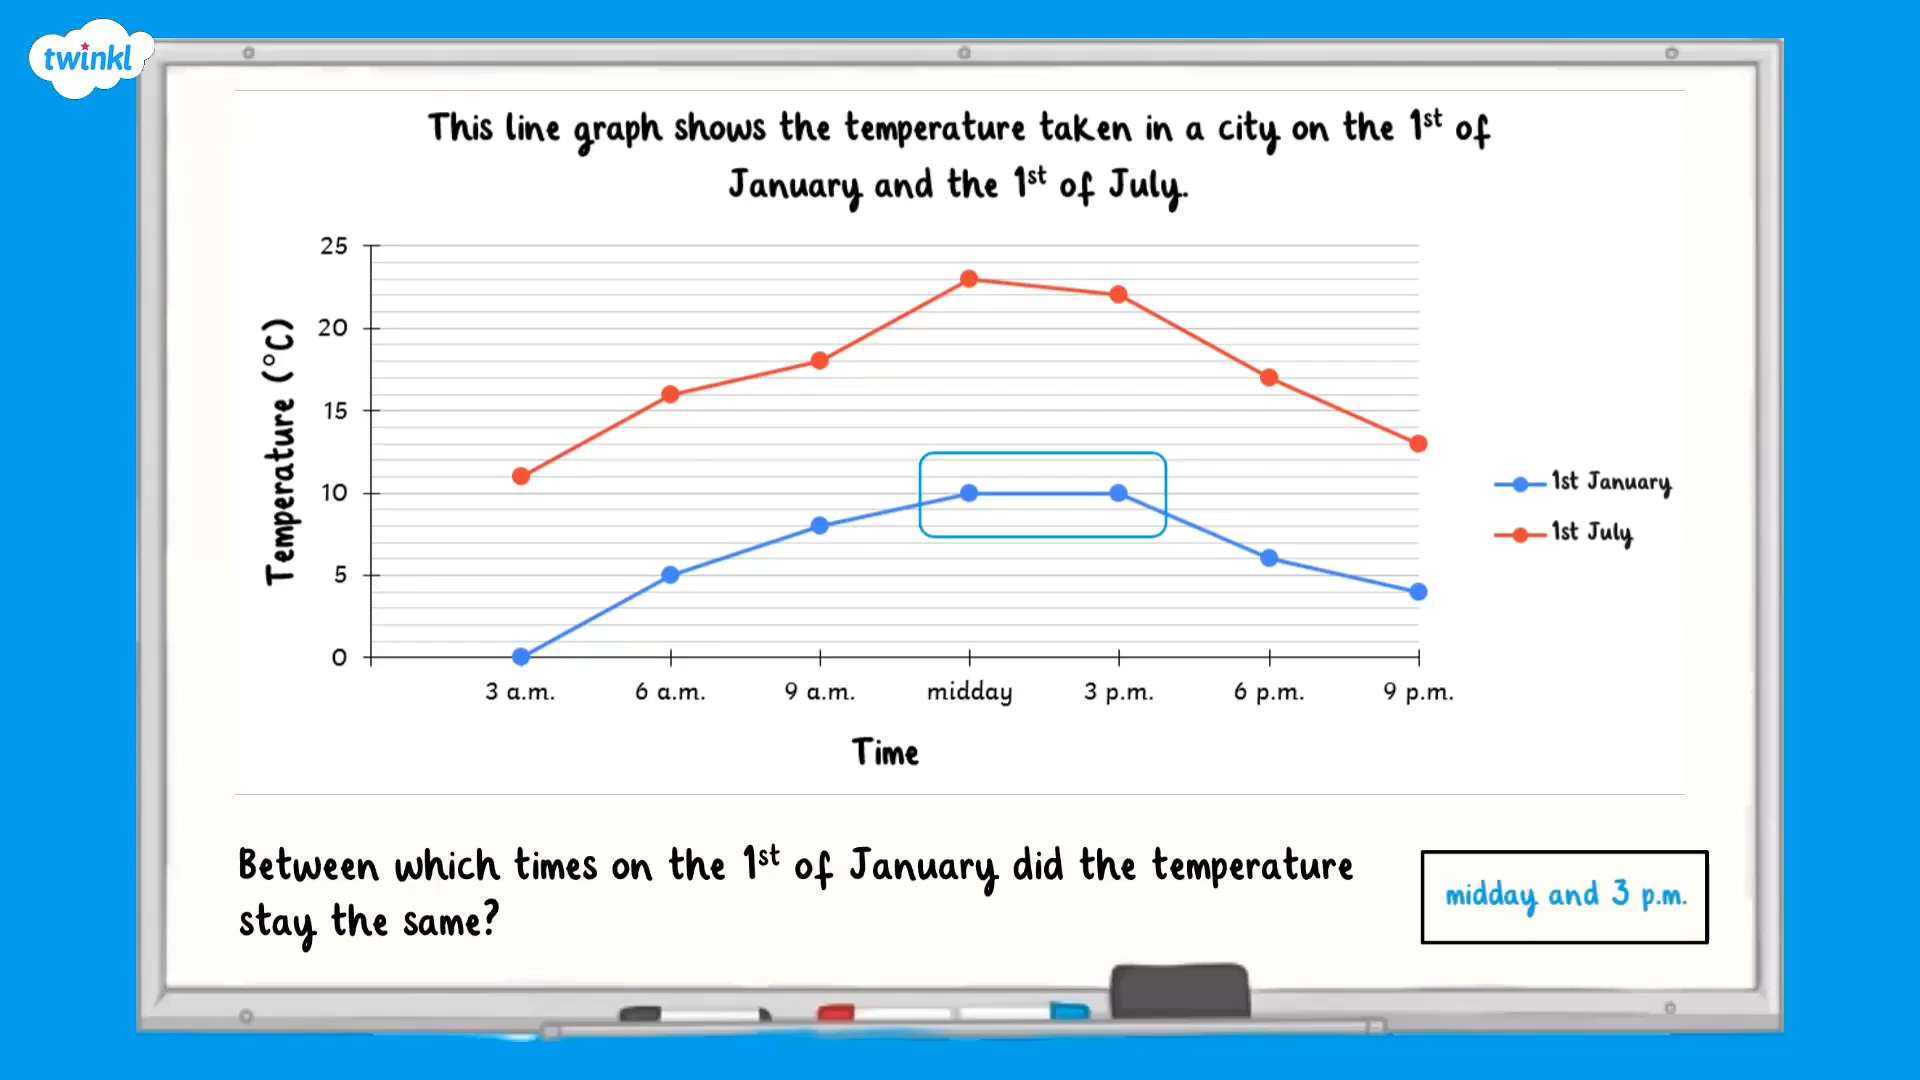 twinkl
This line graph shows the temperature taken in a city on the 1st of
January and the 1st of July.
25
20
15
10
5
0
Temperature (°C)
3 a.m. 6 a.m. 9 a.m. midday 3 p.m. 6 p.m. 9 p.m.
Time
1st January
1st July
Between which times on the 1st of January did the temperature
stay the same?
midday and 3 p.m.